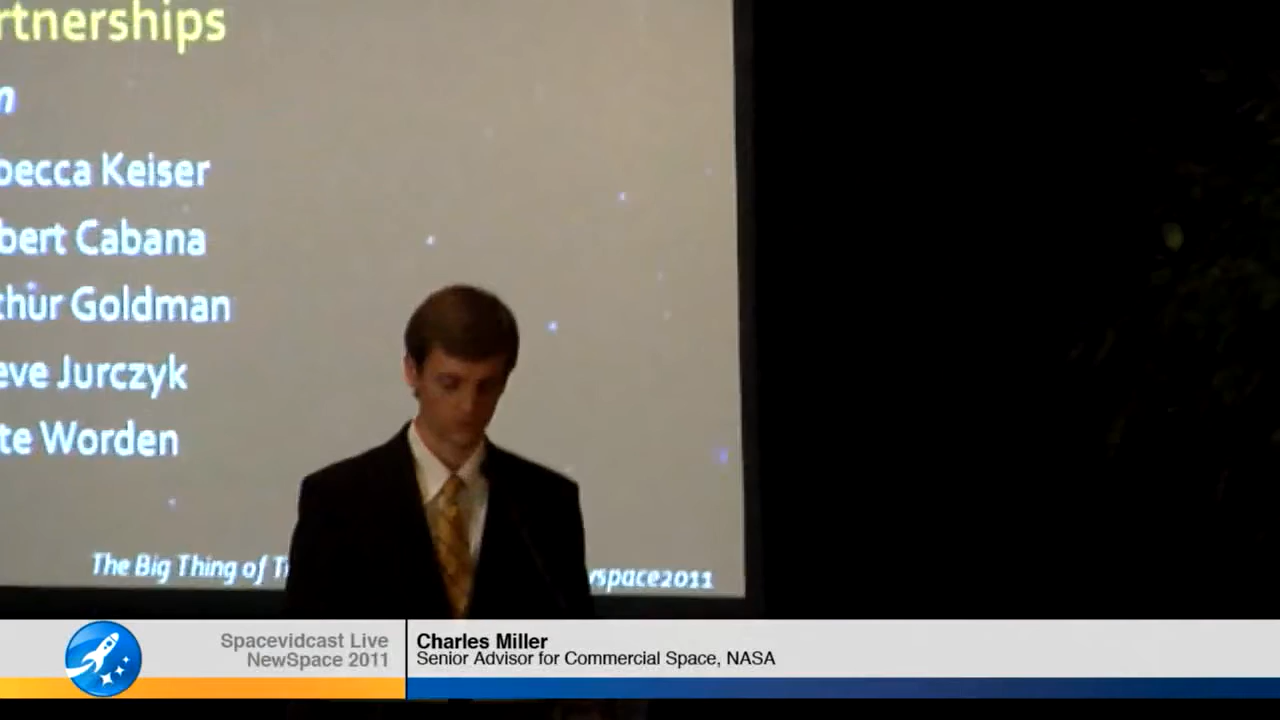 rtnerships
n
becca Keiser
bert Cabana
thur Goldman
eve Jurczyk
te Worden
The Big Thing of T
wspace2011
Spacevidcast Live
NewSpace 2011
Charles Miller
Senior Advisor for Commercial Space, NASA